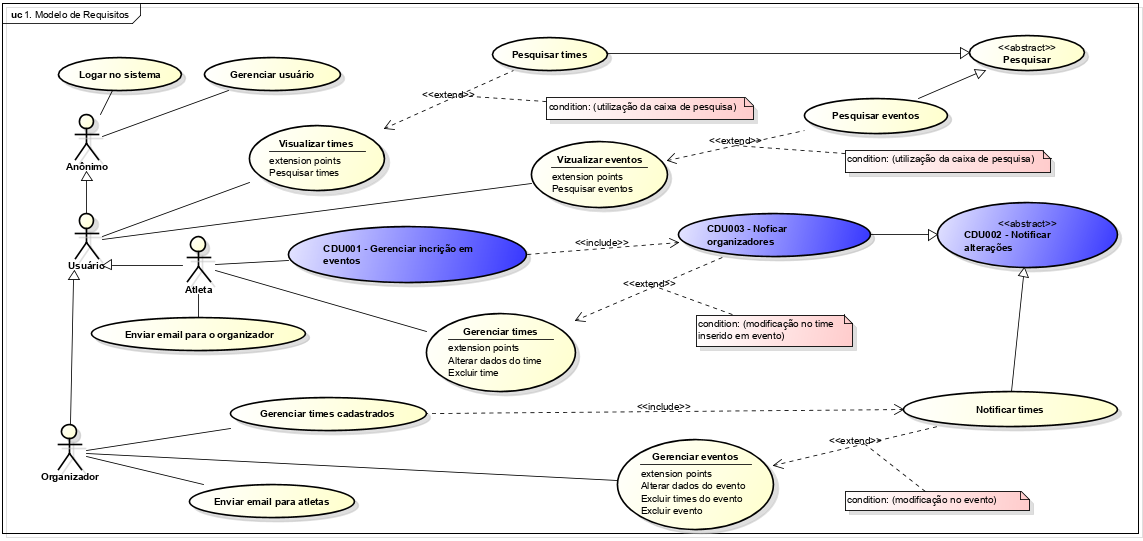 uc 1. Modelo de Requisitos
Logar no sistema
Gerenciar usuário
Pesquisar times
<<abstract>>
Pesquisar
<<extend>>
condition: (utilização da caixa de pesquisa)
Pesquisar eventos
Anônimo
Visualizar times
extension points
Pesquisar times
Vizualizar eventos
extension points
Pesquisar eventos
<<extend>>
condition: (utilização da caixa de pesquisa)
Usuário
Atleta
CDU001 - Gerenciar incrição em
eventos
<<include>>
CDU003 - Noficar
organizadores
<<abstract>>
CDU002 - Notificar
alterações
<<extend>>
condition: (modificação no time
inserido em evento)
Enviar email para o organizador
Gerenciar times
extension points
Alterar dados do time
Excluir time
Gerenciar times cadastrados
<<include>>
Notificar times
Organizador
Gerenciar eventos
extension points
Alterar dados do evento
Excluir times do evento
Excluir evento
<<extend>>
condition: (modificação no evento)
Enviar email para atletas